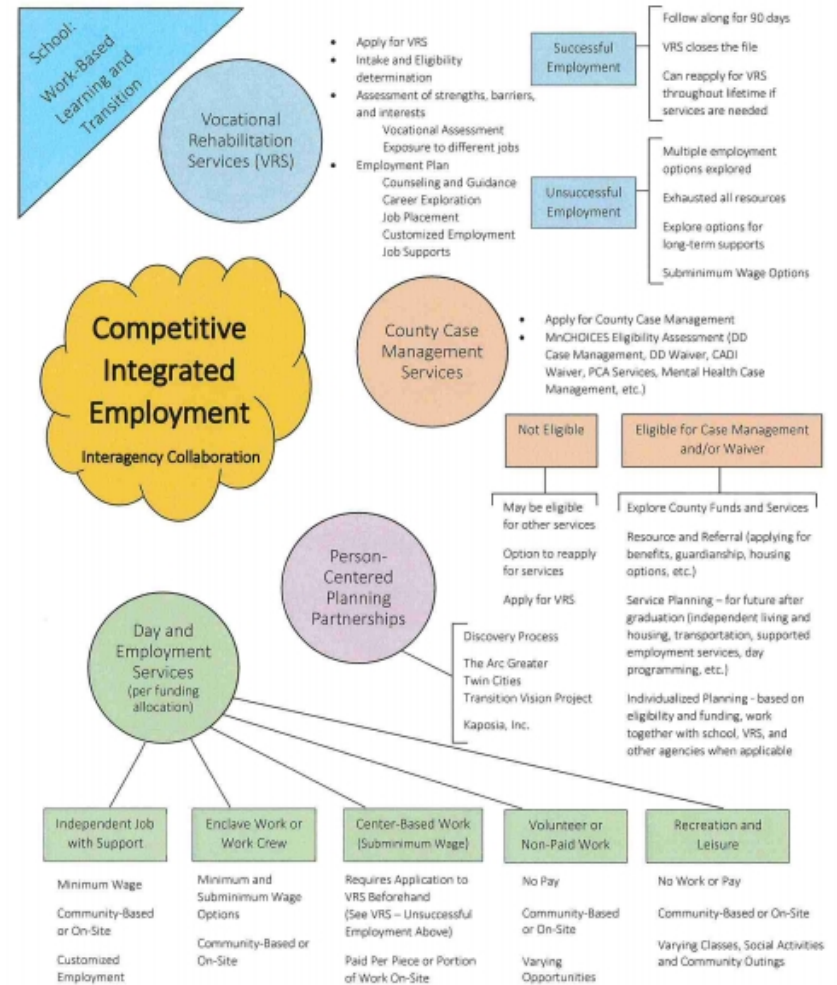 School:
Work-Based
Learning and
Transition
Vocational
Rehabilitation
Services (VRS)
• Apply for VRS
• Intake and Eligibility
determination
• Assessment of strengths, barriers,
and interests
Vocational Assessment
Exposure to different jobs
• Employment Plan
Counseling and Guidance
Career Exploration
Job Placement
Customized Employment
Job Supports
Successful
Employment
Follow along for 90 days
VRS closes the file
Can reapply for VRS
throughout lifetime if
services are needed
Unsuccessful
Employment
Multiple employment
options explored
Exhausted all resources
Explore options for
long-term supports
Subminimum Wage Options
Competitive
Integrated
Employment
Interagency Collaboration
County Case
Management
Services
• Apply for County Case Management
• MnCHOICES Eligibility Assessment (DD
Case Management, DD Waiver, CADI
Waiver, PCA Services, Mental Health Case
Management, etc.)
Not Eligible
May be eligible
for other services
Option to reapply
for services
Apply for VRS
Eligible for Case Management
and/or Waiver
Explore County Funds and Services
Resource and Referral (applying for
benefits, guardianship, housing
options, etc.)
Service Planning – for future after
graduation (independent living and
housing, transportation, supported
employment services, day
programming, etc.)
Individualized Planning - based on
eligibility and funding, work
together with school, VRS, and
other agencies when applicable
Person-
Centered
Planning
Partnerships
Discovery Process
The Arc Greater
Twin Cities
Transition Vision Project
Kaposia, Inc.
Day and
Employment
Services
(per funding
allocation)
Independent Job
with Support
Minimum Wage
Community-Based
or On-Site
Customized
Employment
Enclave Work or
Work Crew
Minimum and
Subminimum Wage
Options
Community-Based or
On-Site
Center-Based Work
(Subminimum Wage)
Requires Application to
VRS Beforehand
(See VRS – Unsuccessful
Employment Above)
Paid Per Piece or Portion
of Work On-Site
Volunteer or
Non-Paid Work
No Pay
Community-Based
or On-Site
Varying
Opportunities
Recreation and
Leisure
No Work or Pay
Community-Based or On-Site
Varying Classes, Social Activities
and Community Outings